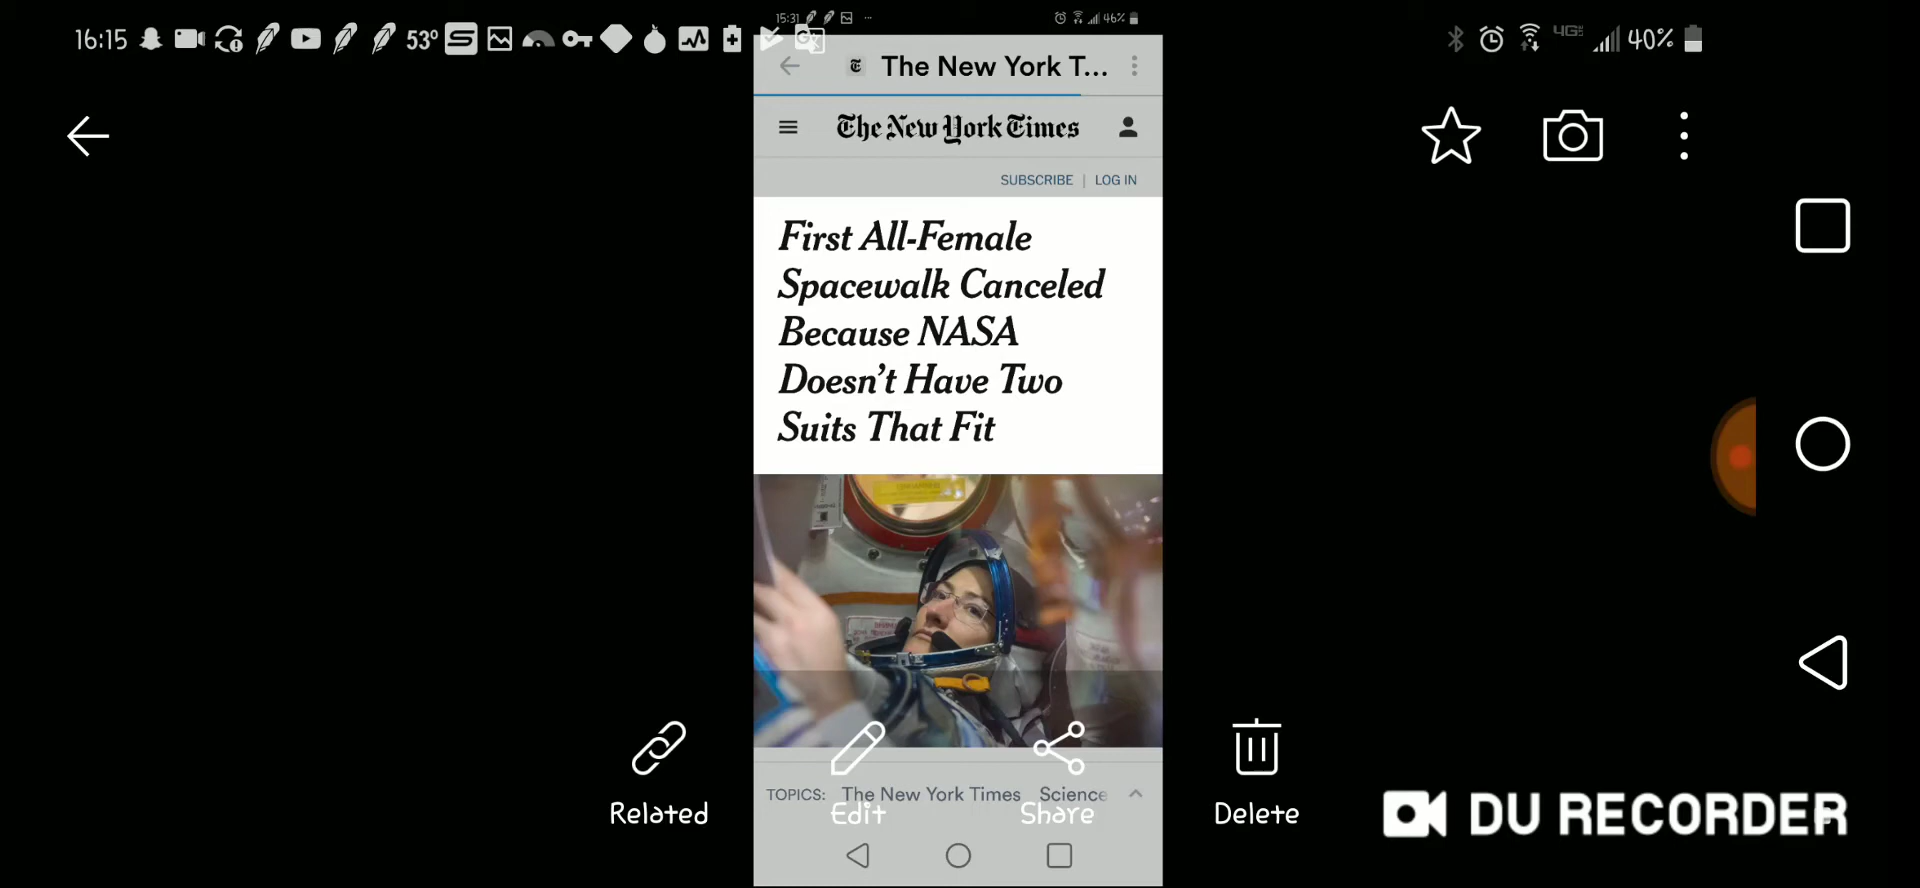 16:15
53°
4G
40%
15:31
46%
The New York T...
The New York Times
SUBSCRIBE | LOG IN
First All-Female
Spacewalk Canceled
Because NASA
Doesn't Have Two
Suits That Fit
TOPICS: The New York Times Science
Related
Edit
Share
Delete
DU RECORDER